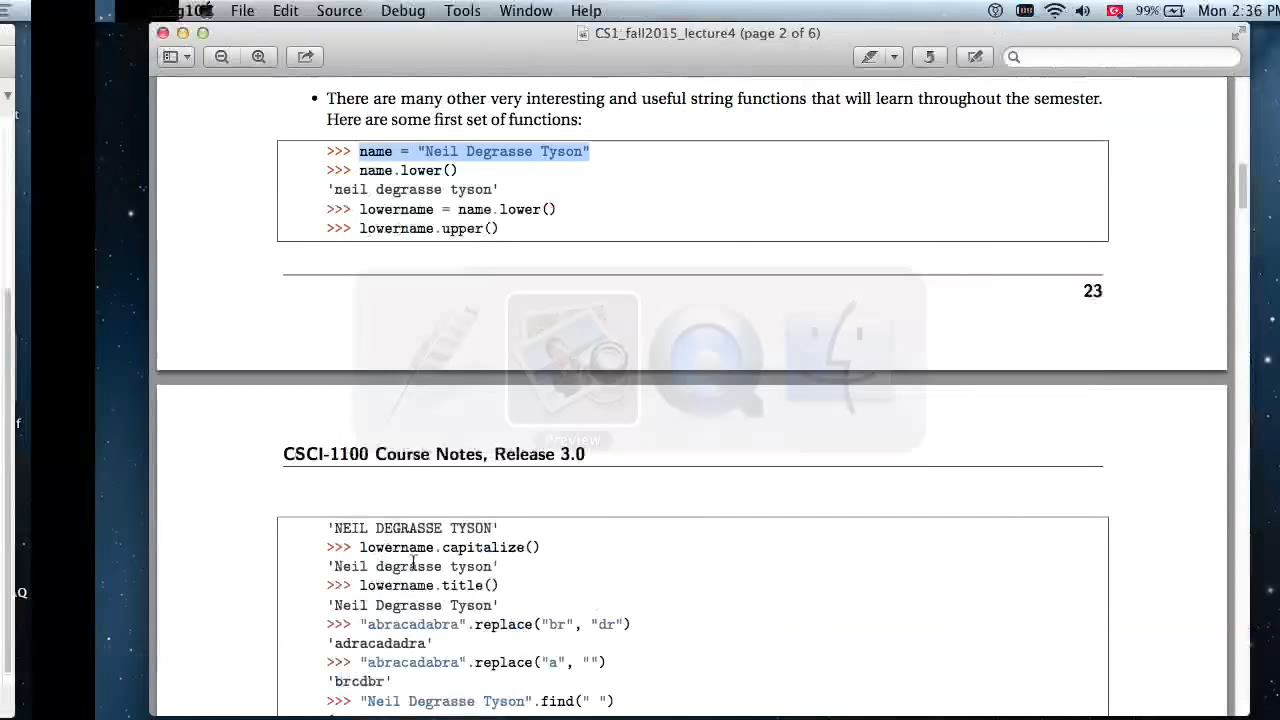 File Edit Source Debug Tools Window Help
99% Mon 2:36 PM
CS1_fall2015_lecture4 (page 2 of 6)
• There are many other very interesting and useful string functions that will learn throughout the semester.
Here are some first set of functions:
>>> name = "Neil Degrasse Tyson"
>>> name.lower()
'neil degrasse tyson'
>>> lowername = name.lower()
>>> lowername.upper()
23
Preview
CSCI-1100 Course Notes, Release 3.0
'NEIL DEGRASSE TYSON'
>>> lowername.capitalize()
'Neil degrasse tyson'
>>> lowername.title()
'Neil Degrasse Tyson'
>>> "abracadabra".replace("br", "dr")
'adracadadra'
>>> "abracadabra".replace("a", "")
'brcdbr'
>>> "Neil Degrasse Tyson".find(" ")